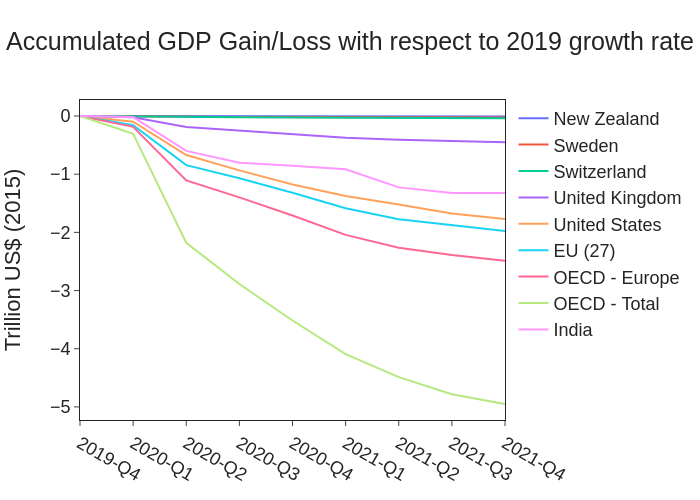 Accumulated GDP Gain/Loss with respect to 2019 growth rate
Trillion US$ (2015)
0
−1
−2
−3
−4
−5
2019-Q4
2020-Q1
2020-Q2
2020-Q3
2020-Q4
2021-Q1
2021-Q2
2021-Q3
2021-Q4
New Zealand
Sweden
Switzerland
United Kingdom
United States
EU (27)
OECD - Europe
OECD - Total
India